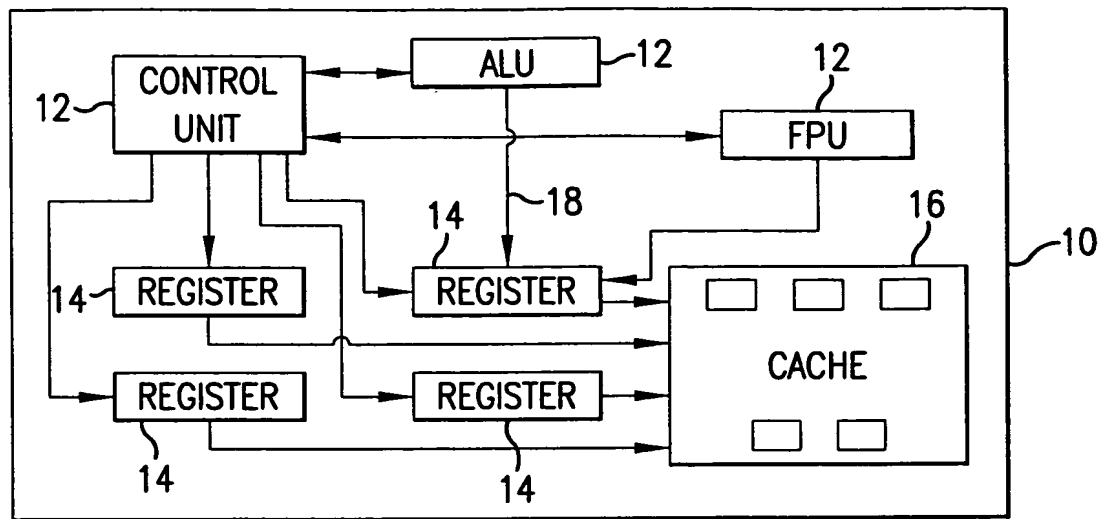 ALU
12
CONTROL
UNIT
12
12
FPU
18
14
16
10
14
REGISTER
REGISTER
CACHE
REGISTER
REGISTER
14
14